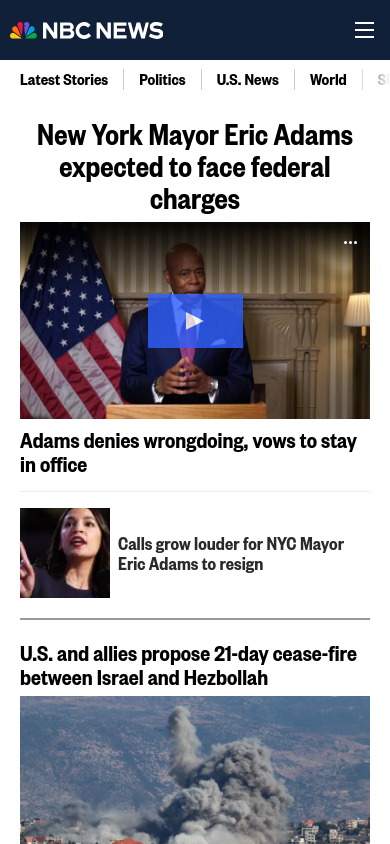 NBC NEWS
Latest Stories
Politics
U.S. News
World
New York Mayor Eric Adams
expected to face federal
charges
Adams denies wrongdoing, vows to stay
in office
Calls grow louder for NYC Mayor
Eric Adams to resign
U.S. and allies propose 21-day cease-fire
between Israel and Hezbollah